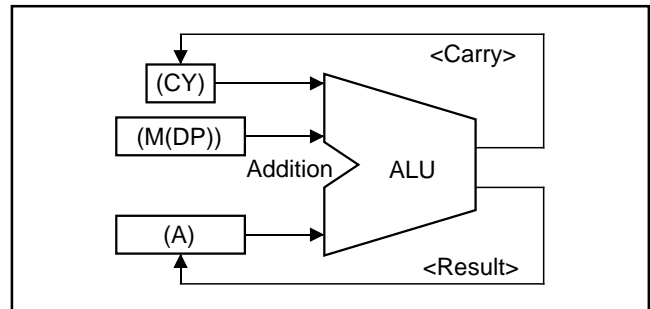 <Carry>
(CY)
(M(DP))
Addition
ALU
(A)
<Result>